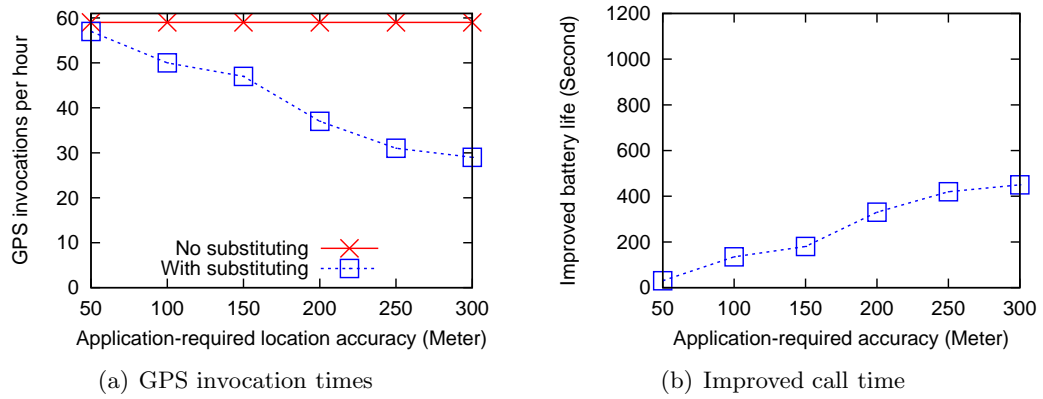 60
50
40
30
20
10
0
GPS invocations per hour
No substituting
With substituting
50 100 150 200 250 300
Application-required location accuracy (Meter)
(a) GPS invocation times
1200
1000
800
600
400
200
0
Improved battery life (Second)
50 100 150 200 250 300
Application-required accuracy (Meter)
(b) Improved call time